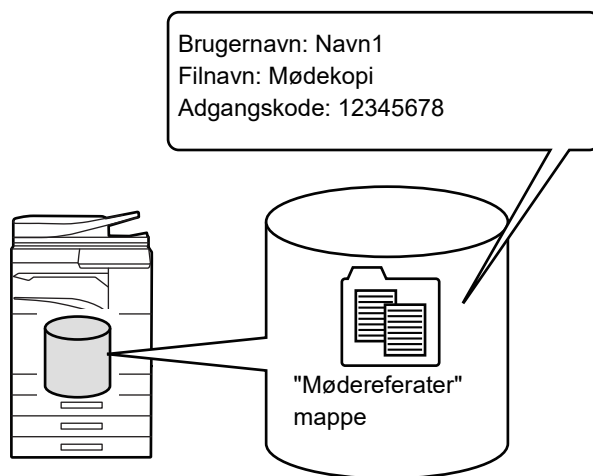 Brugernavn: Navn1
Filnavn: Mødekopi
Adgangskode: 12345678
"Mødereferater"
mappe